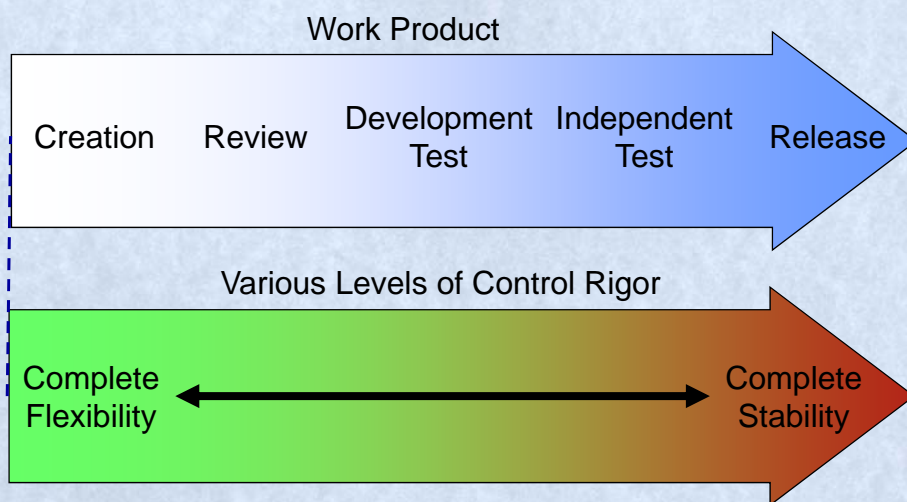 Work Product
Creation Review Development Test Independent Test Release
Various Levels of Control Rigor
Complete Flexibility
Complete Stability